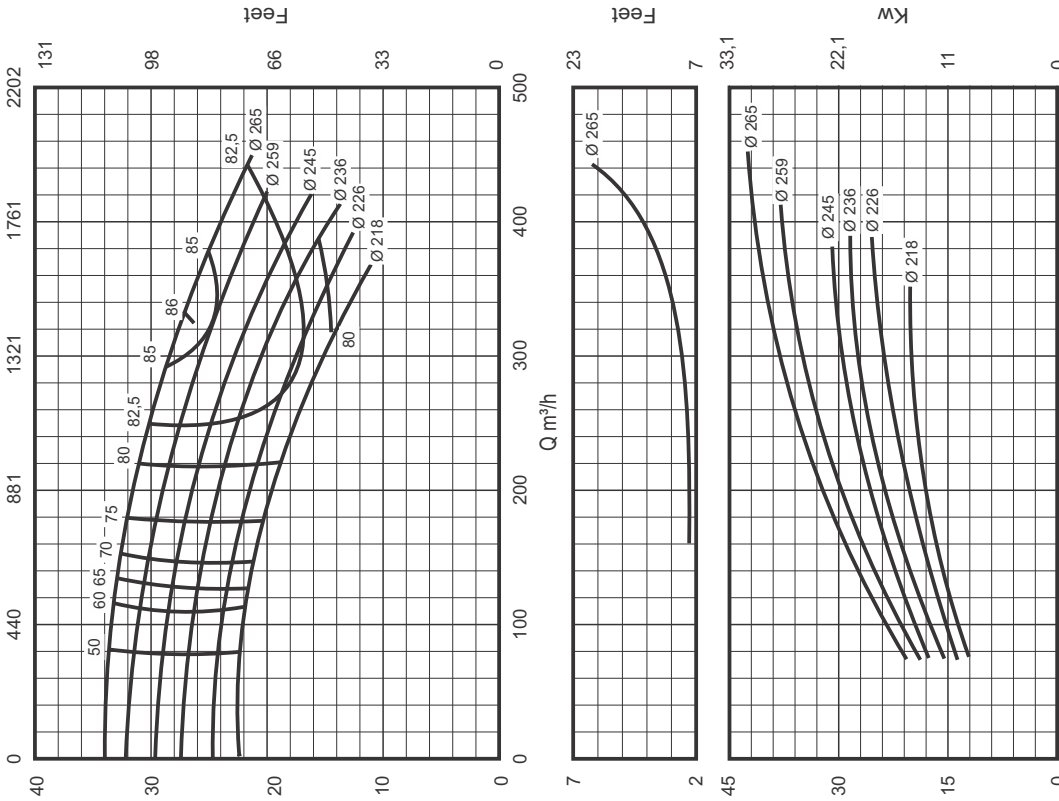 0 440 881 1321 1761 2202
40
30
20
10
0
131
98
66
33
0
Feet
50
60
65
70
75
80
82,5
85
86
85
82,5
80
Ø 265
Ø 259
Ø 245
Ø 236
Ø 226
Ø 218
0 100 200 300 400 500
Q m³/h
7
2
23
7
Feet
Ø 265
45
30
15
0
33,1
22,1
11
0
Kw
Ø 265
Ø 259
Ø 245
Ø 236
Ø 226
Ø 218